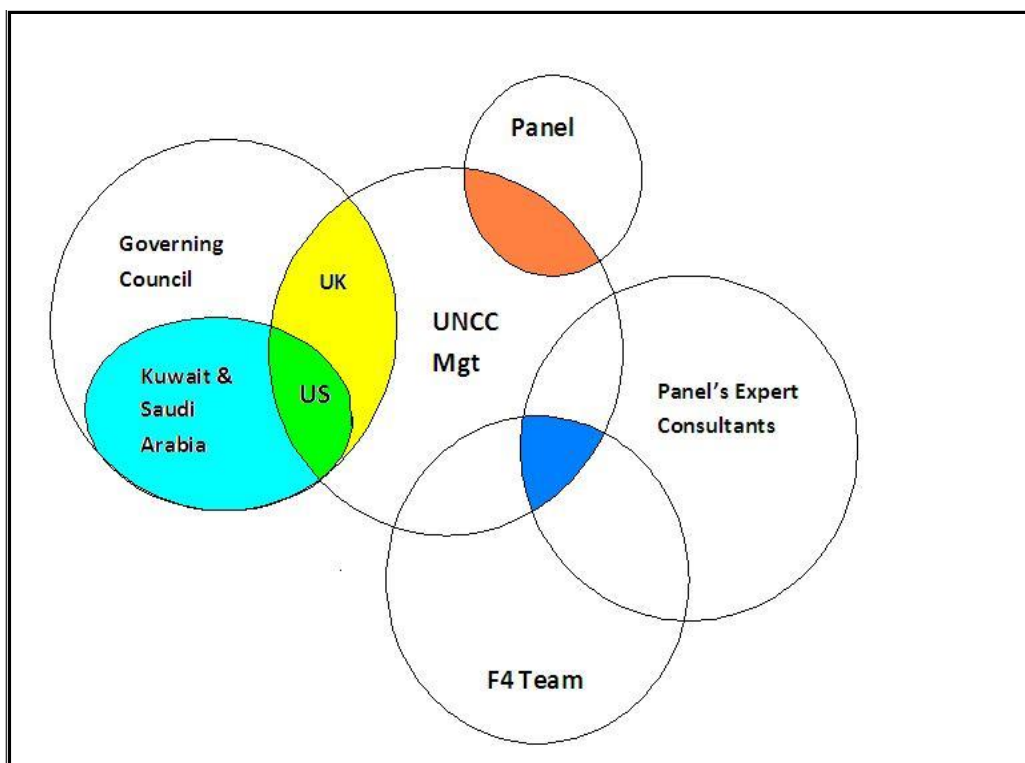 Panel
Governing
Council
UK
UNCC
Mgt
Kuwait &
Saudi
Arabia
US
Panel’s Expert
Consultants
F4 Team